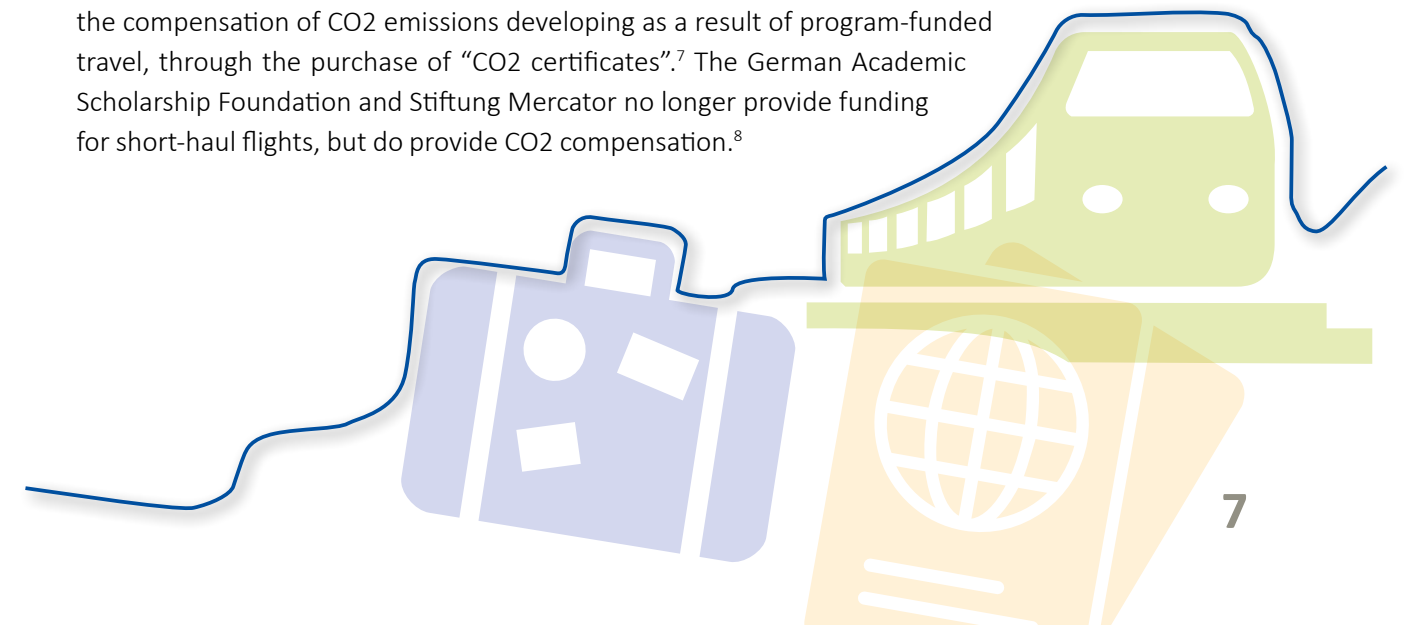 the compensation of CO2 emissions developing as a result of program-funded
travel, through the purchase of “CO2 certificates”.⁷ The German Academic
Scholarship Foundation and Stiftung Mercator no longer provide funding
for short-haul flights, but do provide CO2 compensation.⁸
7